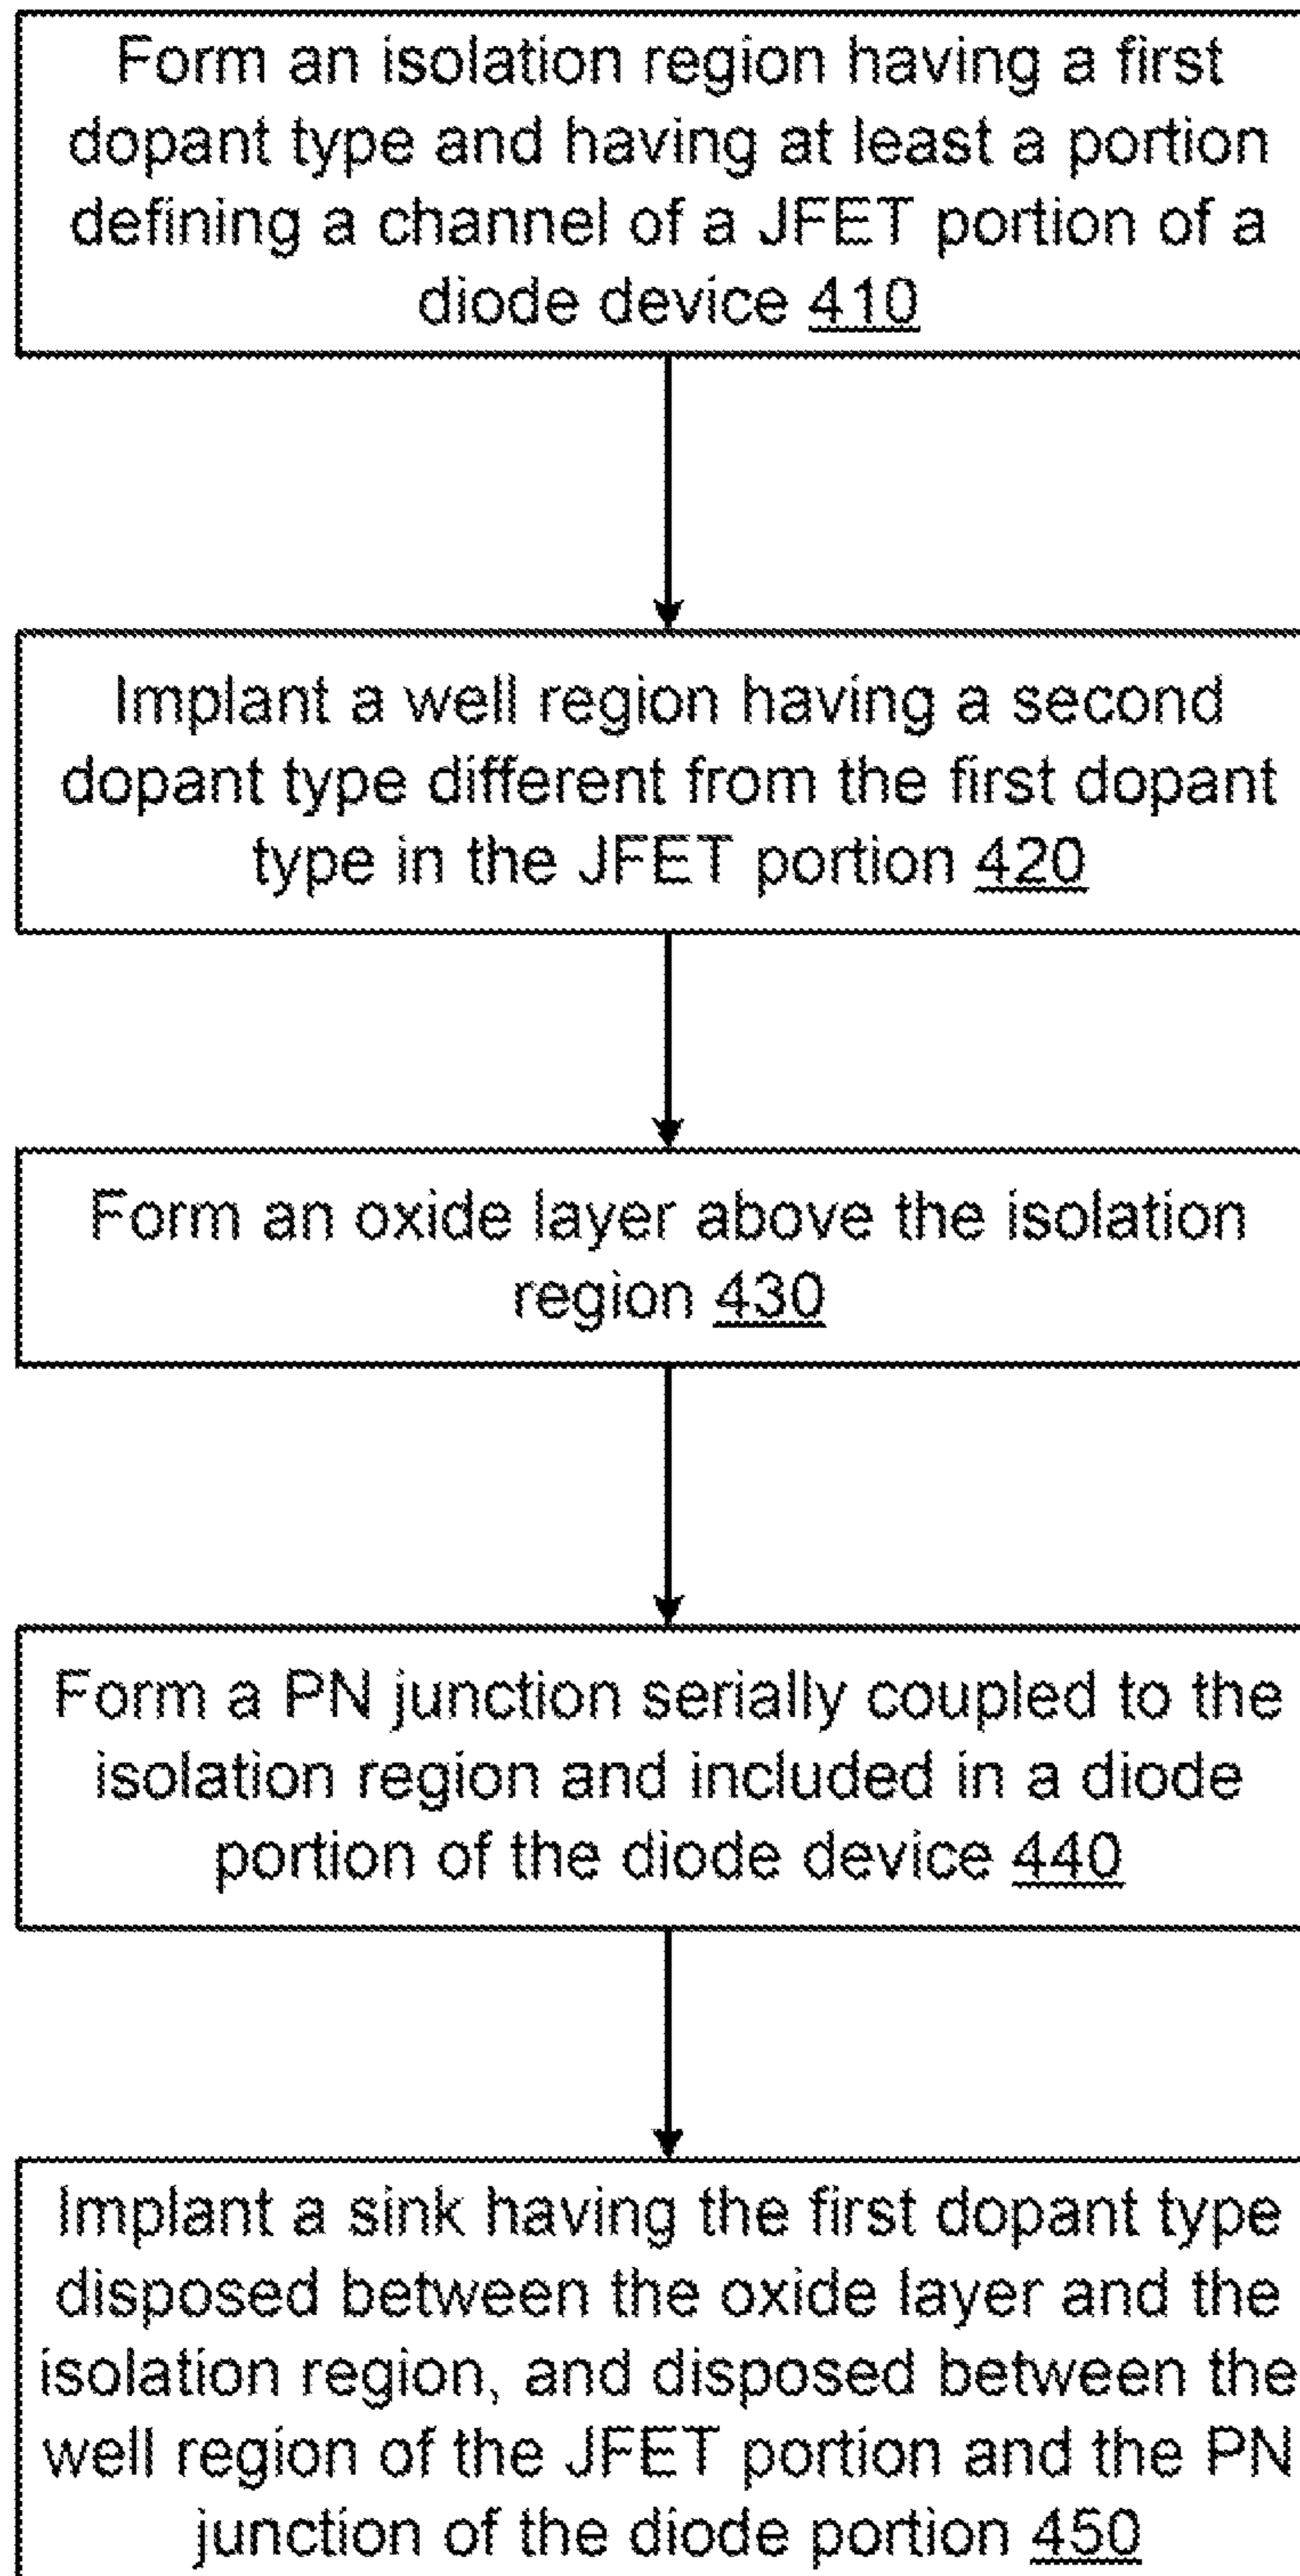 Form an isolation region having a first
dopant type and having at least a portion
defining a channel of a JFET portion of a
diode device 410
Implant a well region having a second
dopant type different from the first dopant
type in the JFET portion 420
Form an oxide layer above the isolation
region 430
Form a PN junction serially coupled to the
isolation region and included in a diode
portion of the diode device 440
Implant a sink having the first dopant type
disposed between the oxide layer and the
isolation region, and disposed between the
well region of the JFET portion and the PN
junction of the diode portion 450